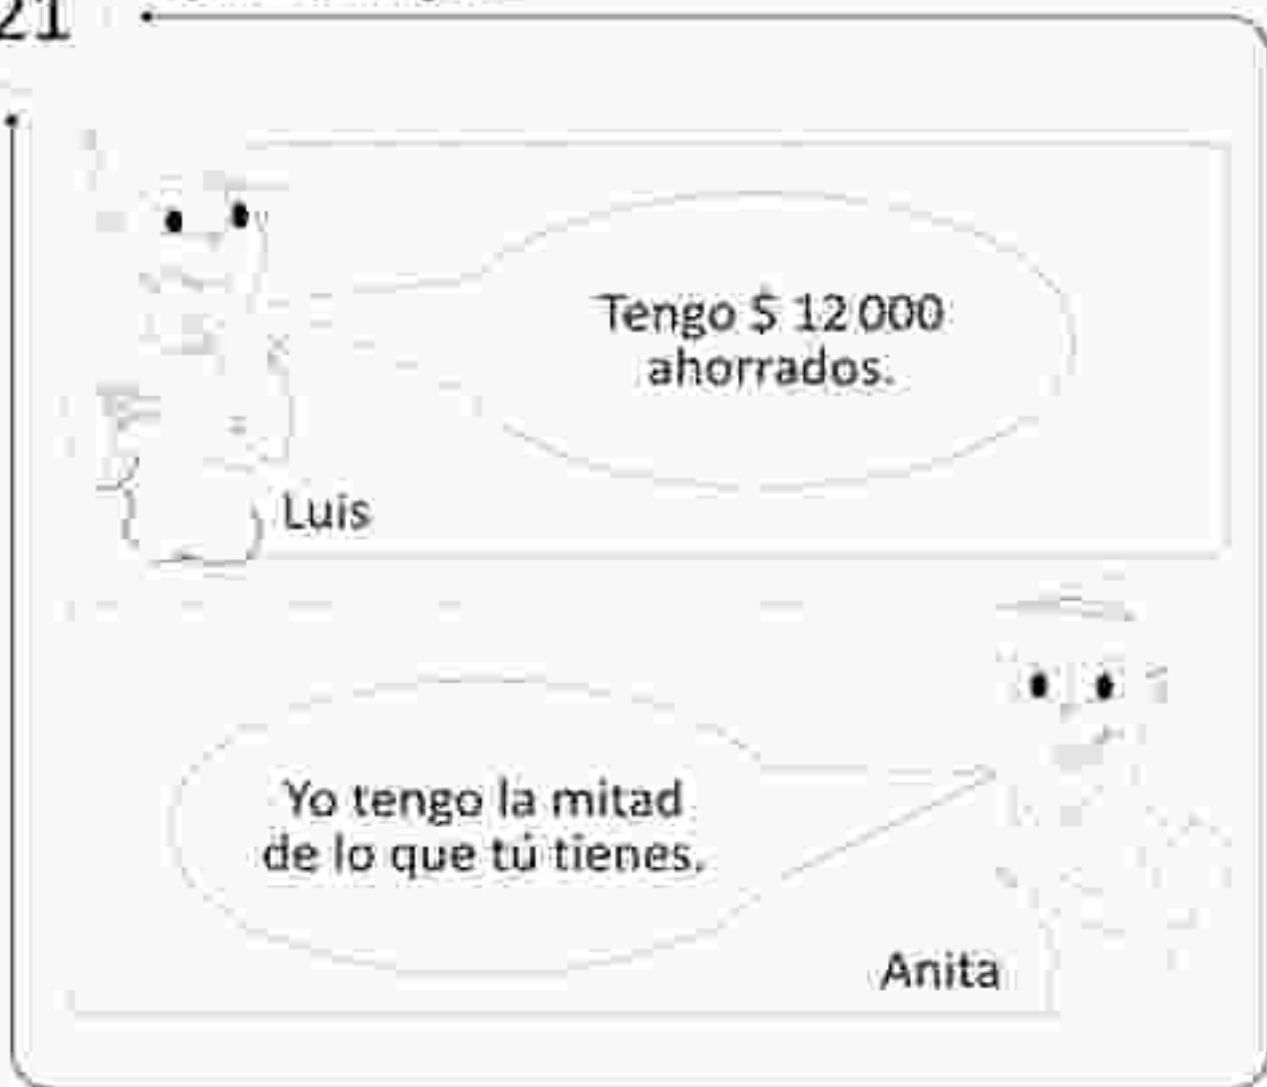 21
Tengo $ 12 000
ahorrados.
Luis
Yo tengo la mitad
de lo que tú tienes.
Anita